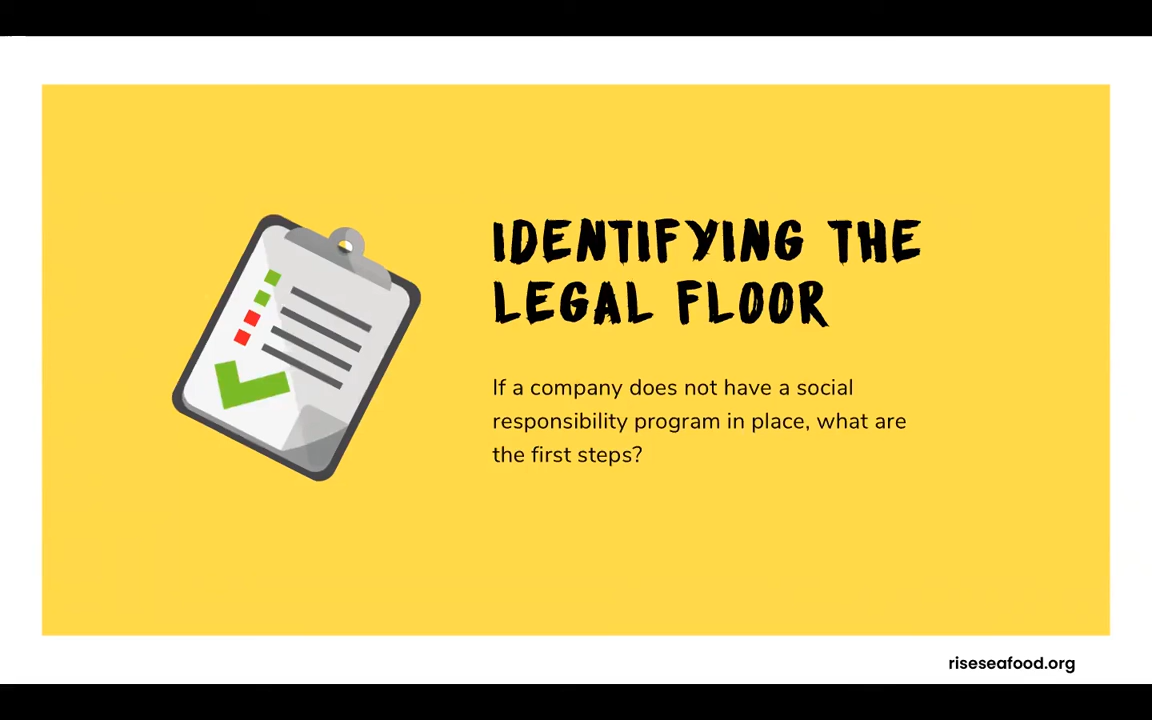 IDENTIFYING THE
LEGAL FLOOR
If a company does not have a social
responsibility program in place, what are
the first steps?
riseseafood.org